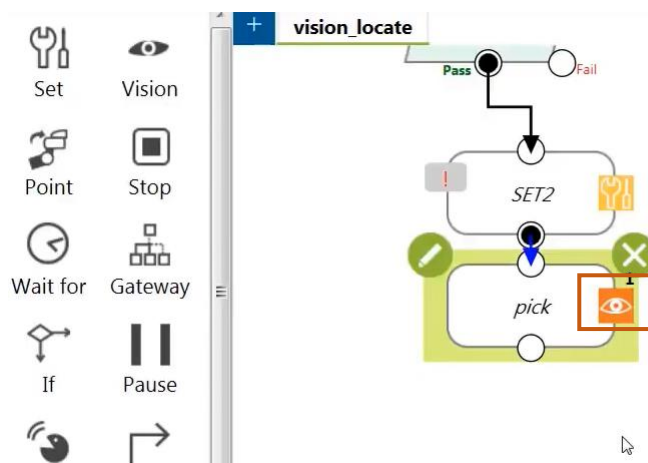 + vision_locate
Set Vision
Pass Fail
Point Stop
! SET2
Wait for Gateway
1
pick
If Pause